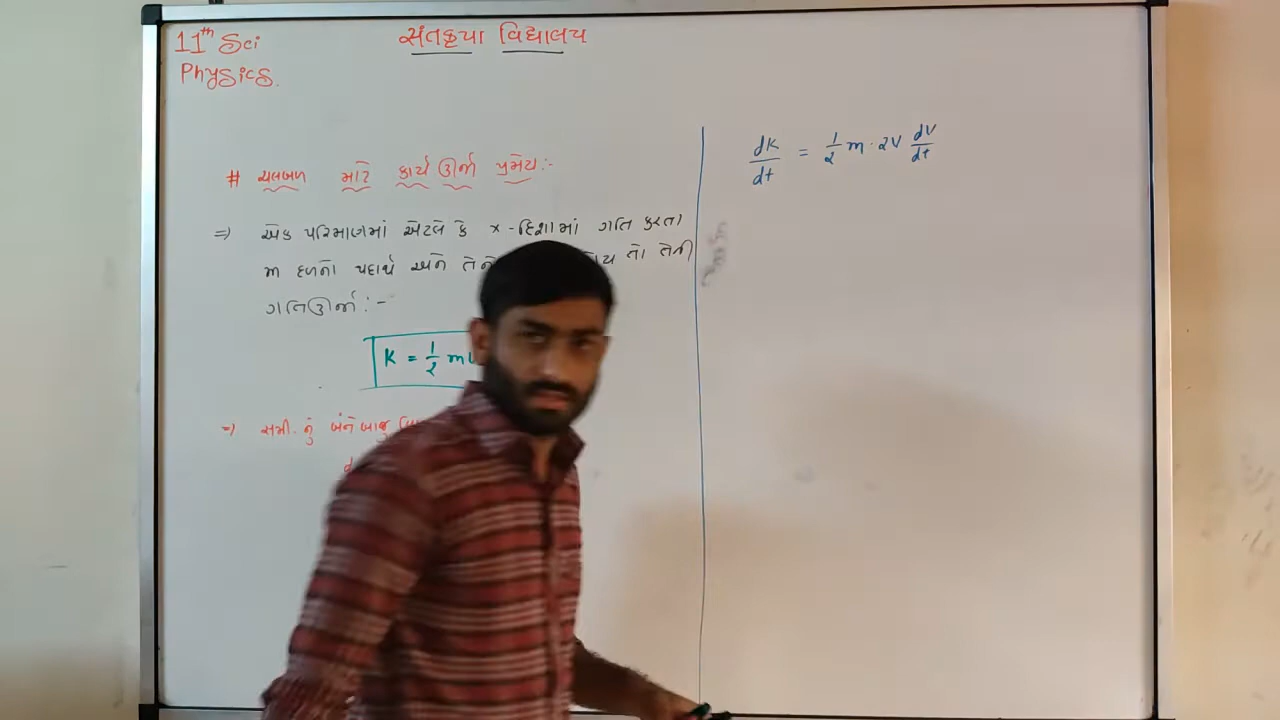 11th Sci
Physics.
સંતકૃપા વિદ્યાલય
# ચલબળ માટે કાર્ય ઊર્જા પ્રમેય:-
⇒ એક પરિમાણમાં એટલે કે x-દિશામાં ગતિ કરતા
m દળનો પદાર્થ અને તેનો તો તેની
ગતિઊર્જા:-
K = 1/2 m
⇒ સમી. નું બંને બાજુ
d
dK/dt = 1/2 m · 2v dv/dt